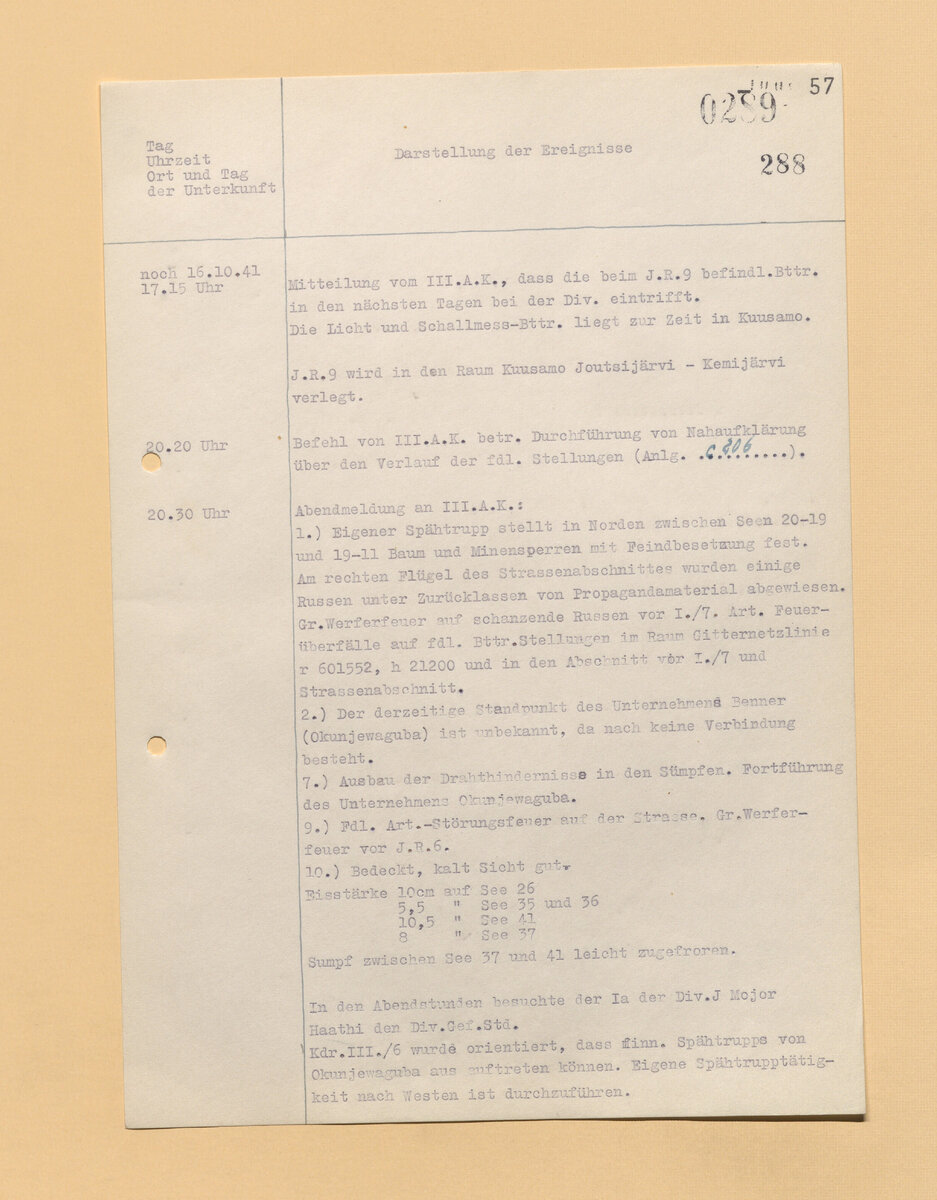 57
0289
288
Tag
Uhrzeit
Ort und Tag
der Unterkunft
Darstellung der Ereignisse
noch 16.10.41
17.15 Uhr
Mitteilung vom III.A.K., dass die beim J.R.9 befindl.Bttr.
in den nächsten Tagen bei der Div. eintrifft.
Die Licht und Schallmess-Bttr. liegt zur Zeit in Kuusamo.
J.R.9 wird in den Raum Kuusamo Joutsijärvi - Kemijärvi
verlegt.
20.20 Uhr
Befehl von III.A.K. betr. Durchführung von Nahaufklärung
über den Verlauf der fdl. Stellungen (Anlg. .C.206........).
20.30 Uhr
Abendmeldung an III.A.K.:
1.) Eigener Spähtrupp stellt in Norden zwischen Seen 20-19
und 19-11 Baum und Minensperren mit Feindbesetzung fest.
Am rechten Flügel des Strassenabschnittes wurden einige
Russen unter Zurücklassen von Propagandamaterial abgewiesen.
Gr.Werferfeuer auf schanzende Russen vor I./7. Art. Feuer-
überfälle auf fdl. Bttr.Stellungen im Raum Gitternetzlinie
r 601552, h 21200 und in den Abschnitt vor I./7 und
Strassenabschnitt.
2.) Der derzeitige Standpunkt des Unternehmens Benner
(Okunjewaguba) ist unbekannt, da nach keine Verbindung
besteht.
7.) Ausbau der Drahthindernisse in den Sümpfen. Fortführung
des Unternehmens Okunjewaguba.
9.) Fdl. Art.-Störungsfeuer auf der Strasse. Gr.Werfer-
feuer vor J.R.6.
10.) Bedeckt, kalt Sicht gut.
Eisstärke 10cm auf See 26
5,5 " See 35 und 36
10,5 " See 41
8 " See 37
Sumpf zwischen See 37 und 41 leicht zugefroren.
In den Abendstunden besuchte der Ia der Div.J Mojor
Haathi den Div.Gef.Std.
Kdr.III./6 wurde orientiert, dass finn. Spähtrupps von
Okunjewaguba aus auftreten können. Eigene Spähtrupptätig-
keit nach Westen ist durchzuführen.